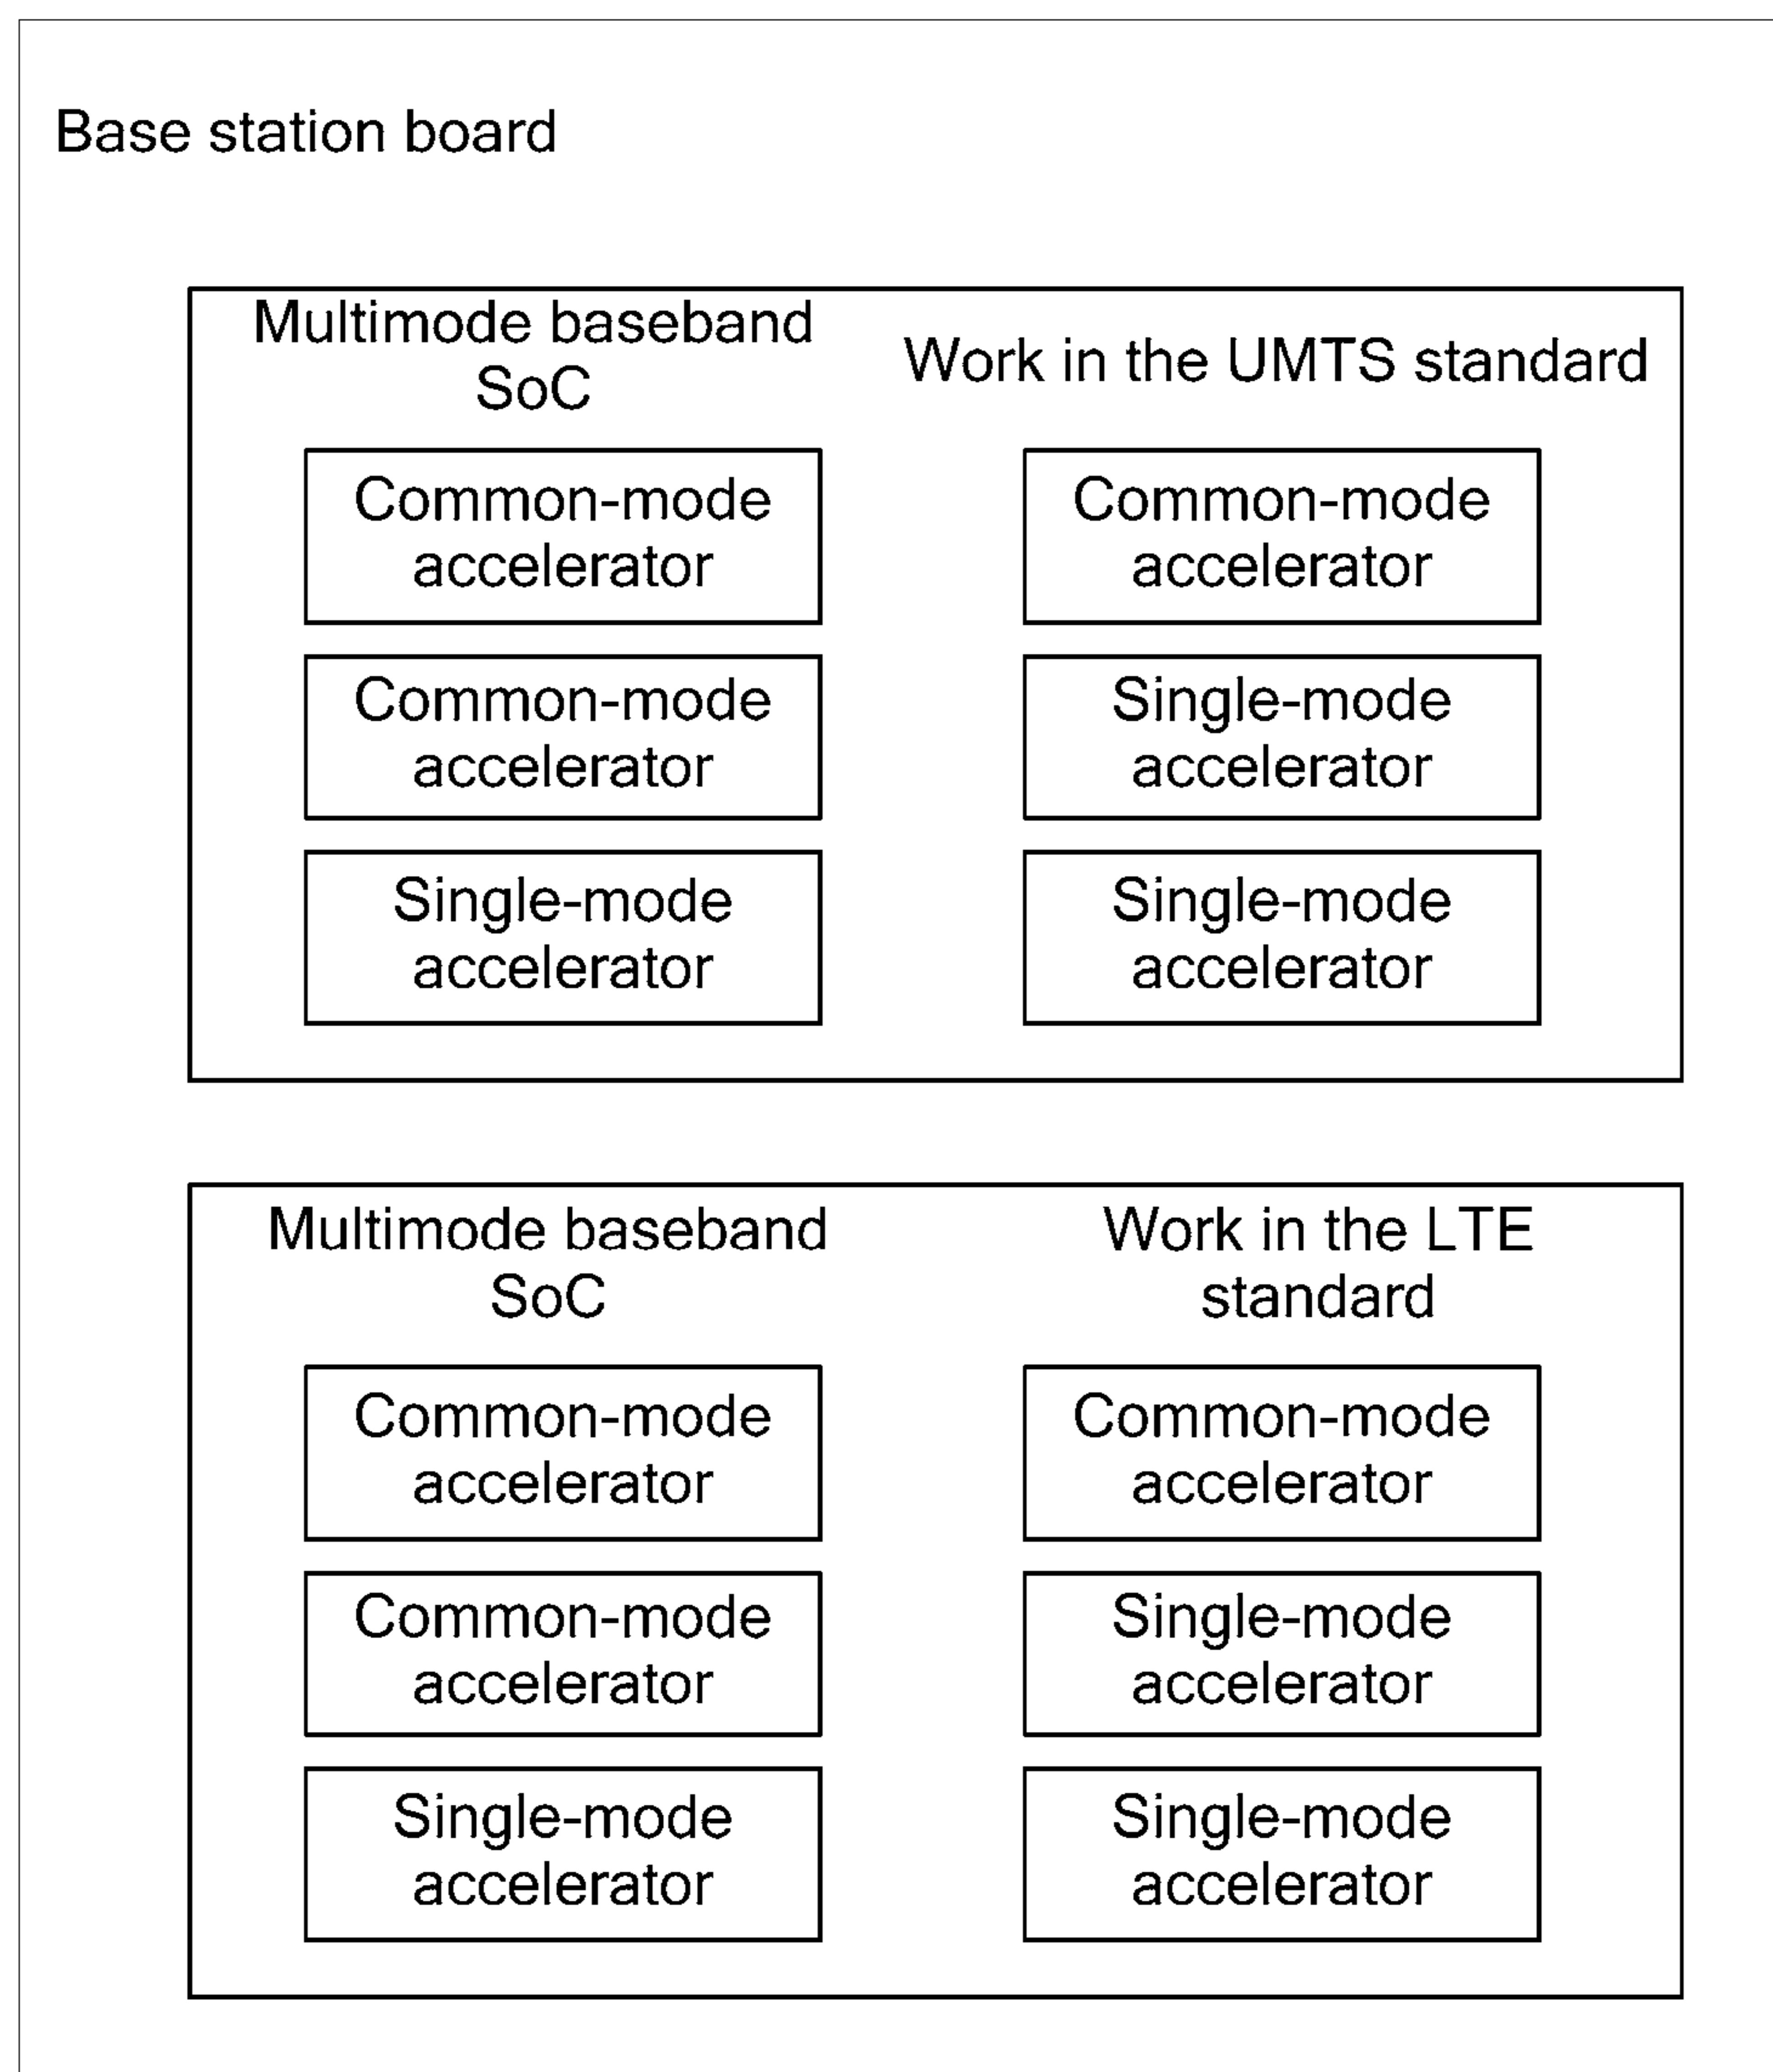 Base station board
Multimode baseband
SoC
Work in the UMTS standard
Common-mode
accelerator
Common-mode
accelerator
Common-mode
accelerator
Single-mode
accelerator
Single-mode
accelerator
Single-mode
accelerator
Multimode baseband
SoC
Work in the LTE
standard
Common-mode
accelerator
Common-mode
accelerator
Common-mode
accelerator
Single-mode
accelerator
Single-mode
accelerator
Single-mode
accelerator